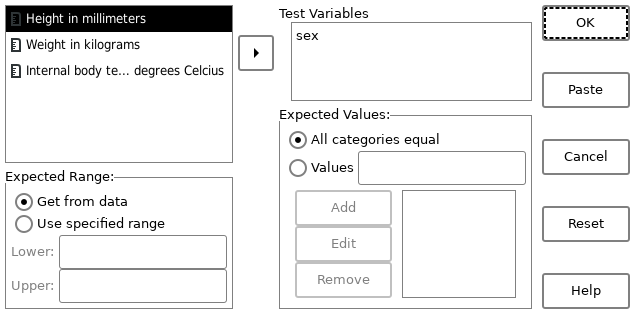 Height in millimeters
Weight in kilograms
Internal body te... degrees Celcius
Expected Range:
Get from data
Use specified range
Lower:
Upper:
Test Variables
sex
Expected Values:
All categories equal
Values
Add
Edit
Remove
OK
Paste
Cancel
Reset
Help